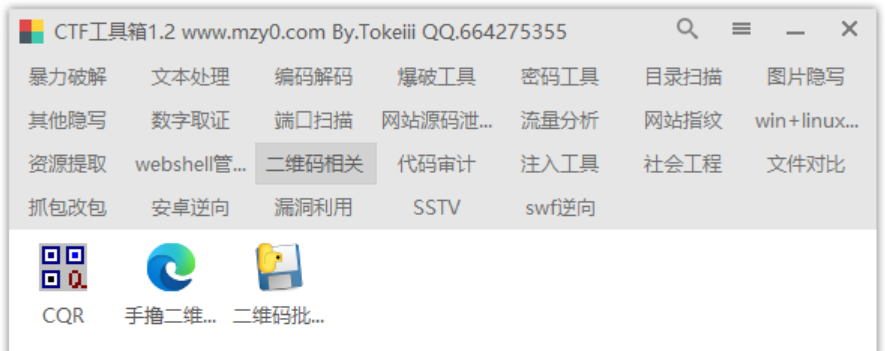 CTF工具箱1.2 www.mzy0.com By.Tokeiii QQ.664275355
暴力破解 文本处理 编码解码 爆破工具 密码工具 目录扫描 图片隐写
其他隐写 数字取证 端口扫描 网站源码泄... 流量分析 网站指纹 win+linux...
资源提取 webshell管... 二维码相关 代码审计 注入工具 社会工程 文件对比
抓包改包 安卓逆向 漏洞利用 SSTV swf逆向
CQR 手撸二维... 二维码批...